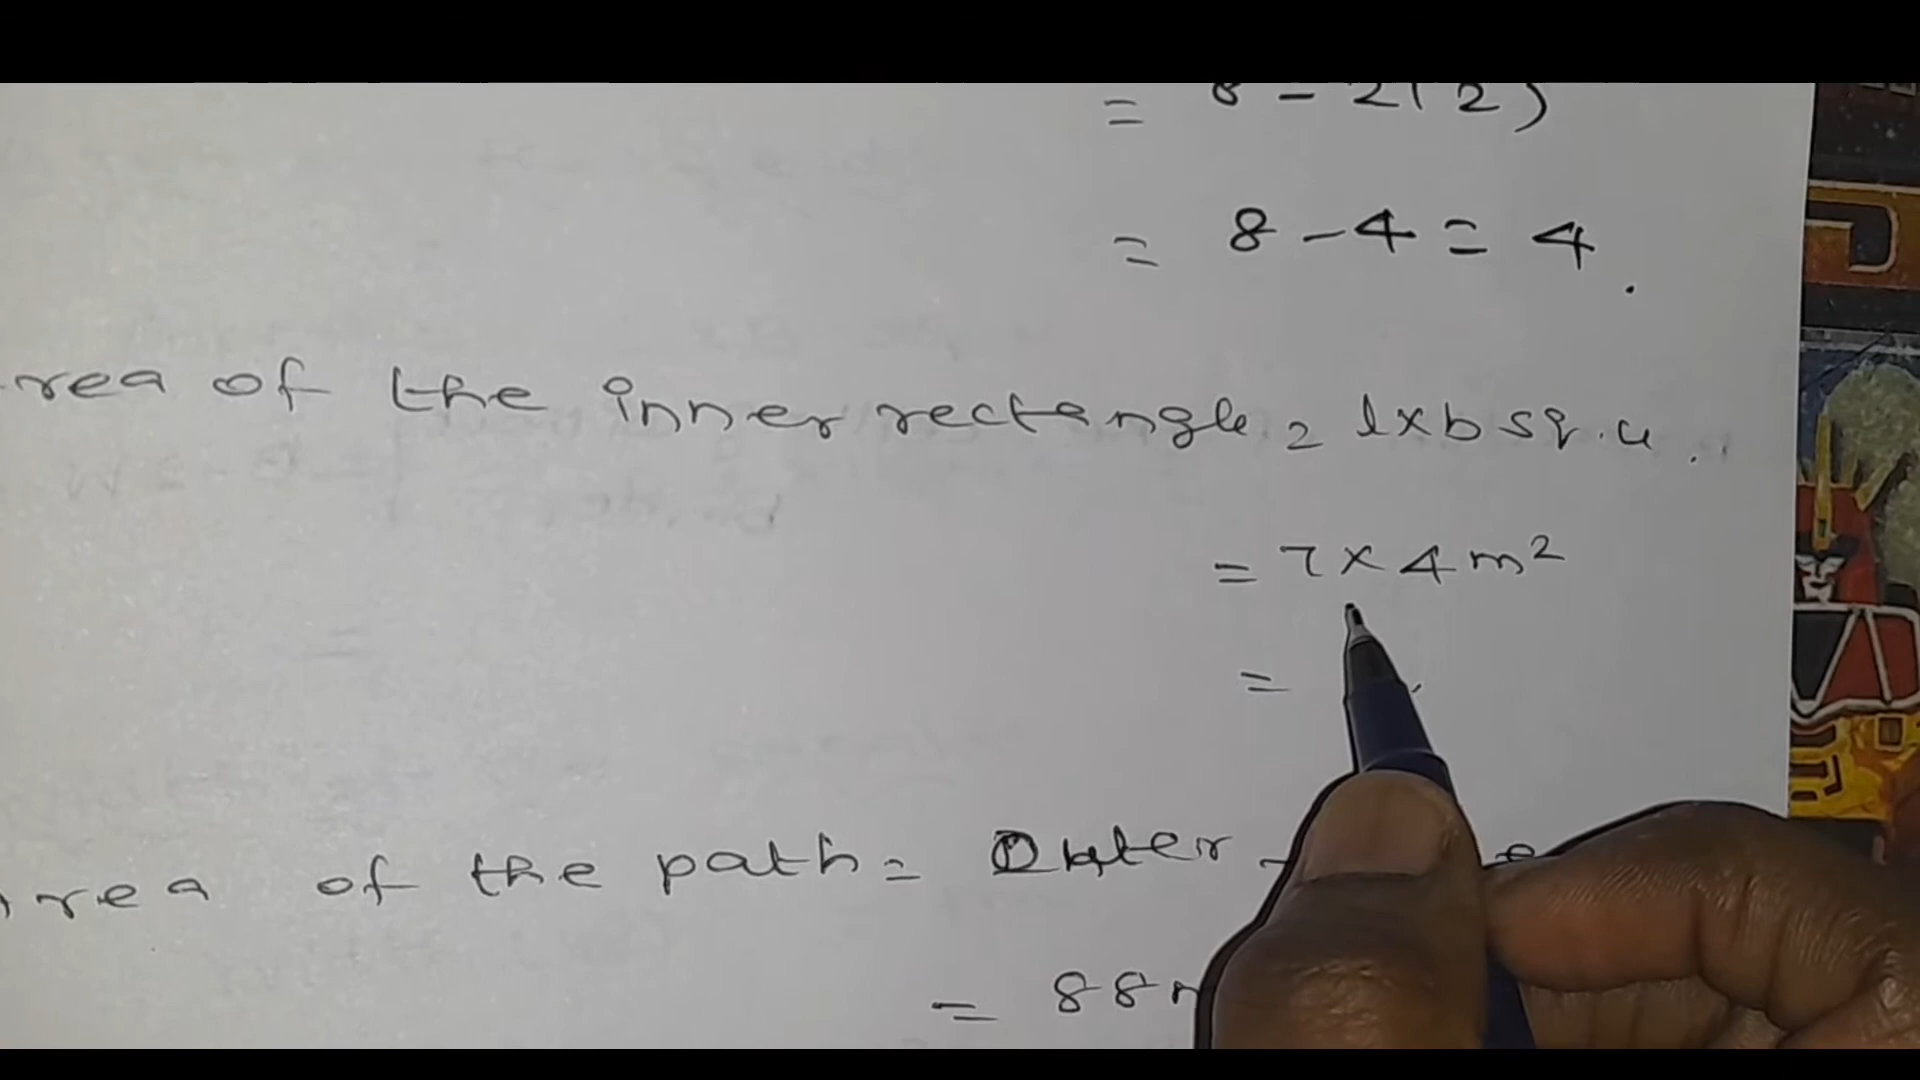 = 8 - 2(2)
= 8 - 4 = 4.
rea of the inner rectangle = l x b sq. u.
= 7 x 4 m²
=
rea of the path = Outer -
= 88